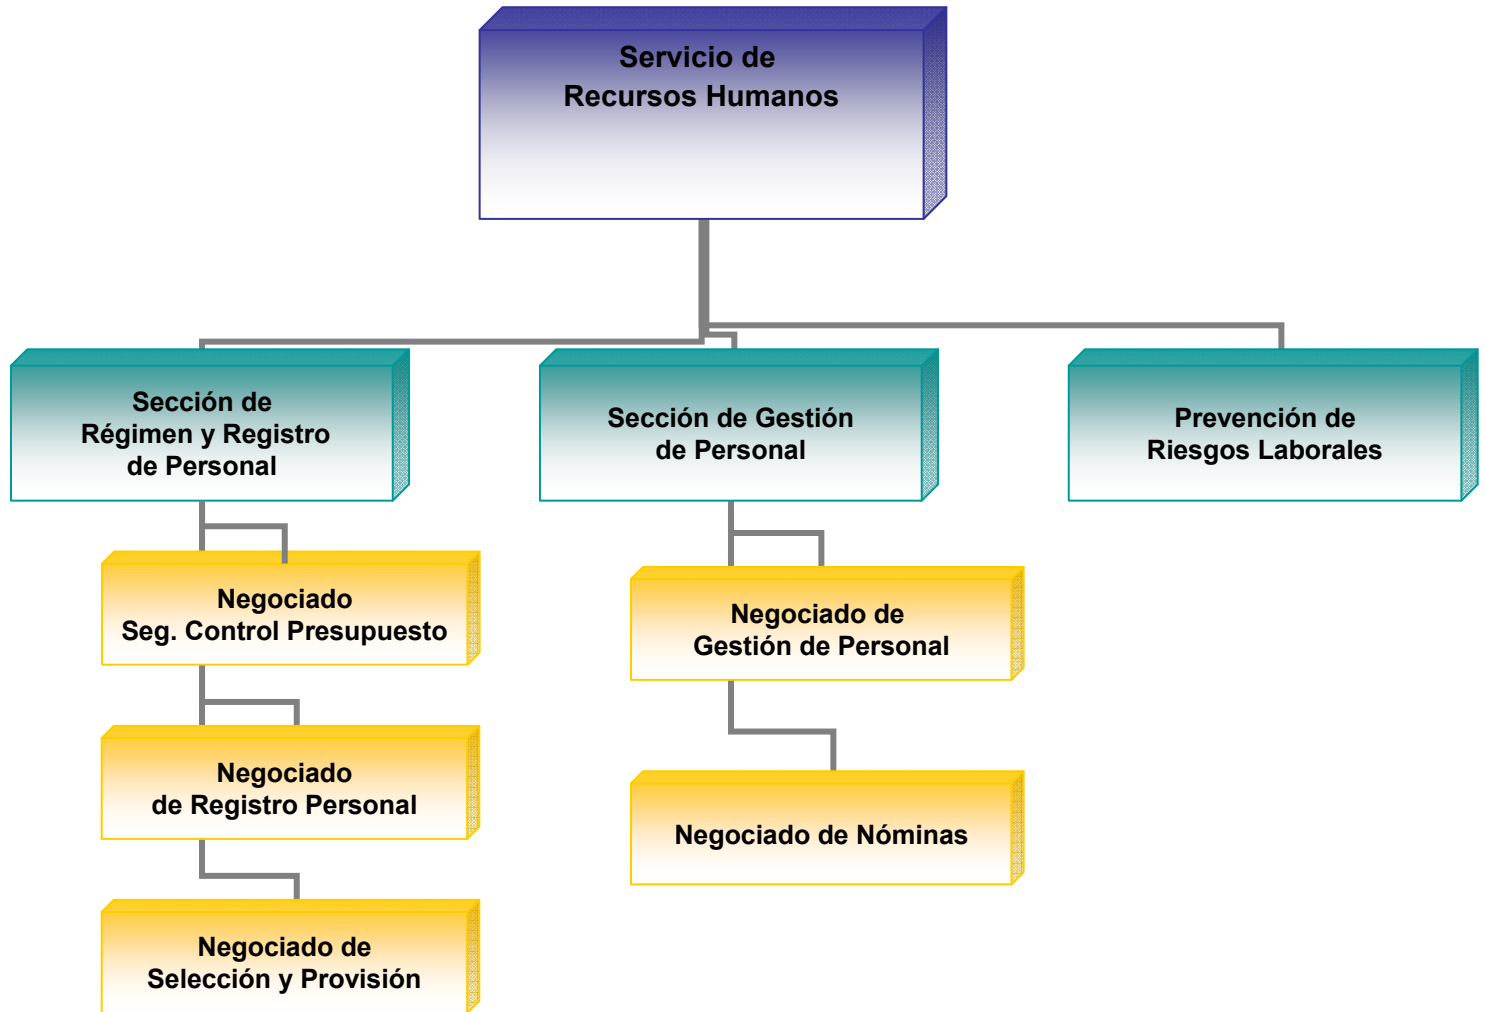 Servicio de
Recursos Humanos
Sección de
Régimen y Registro
de Personal
Sección de Gestión
de Personal
Prevención de
Riesgos Laborales
Negociado
Seg. Control Presupuesto
Negociado de
Gestión de Personal
Negociado
de Registro Personal
Negociado de Nóminas
Negociado de
Selección y Provisión